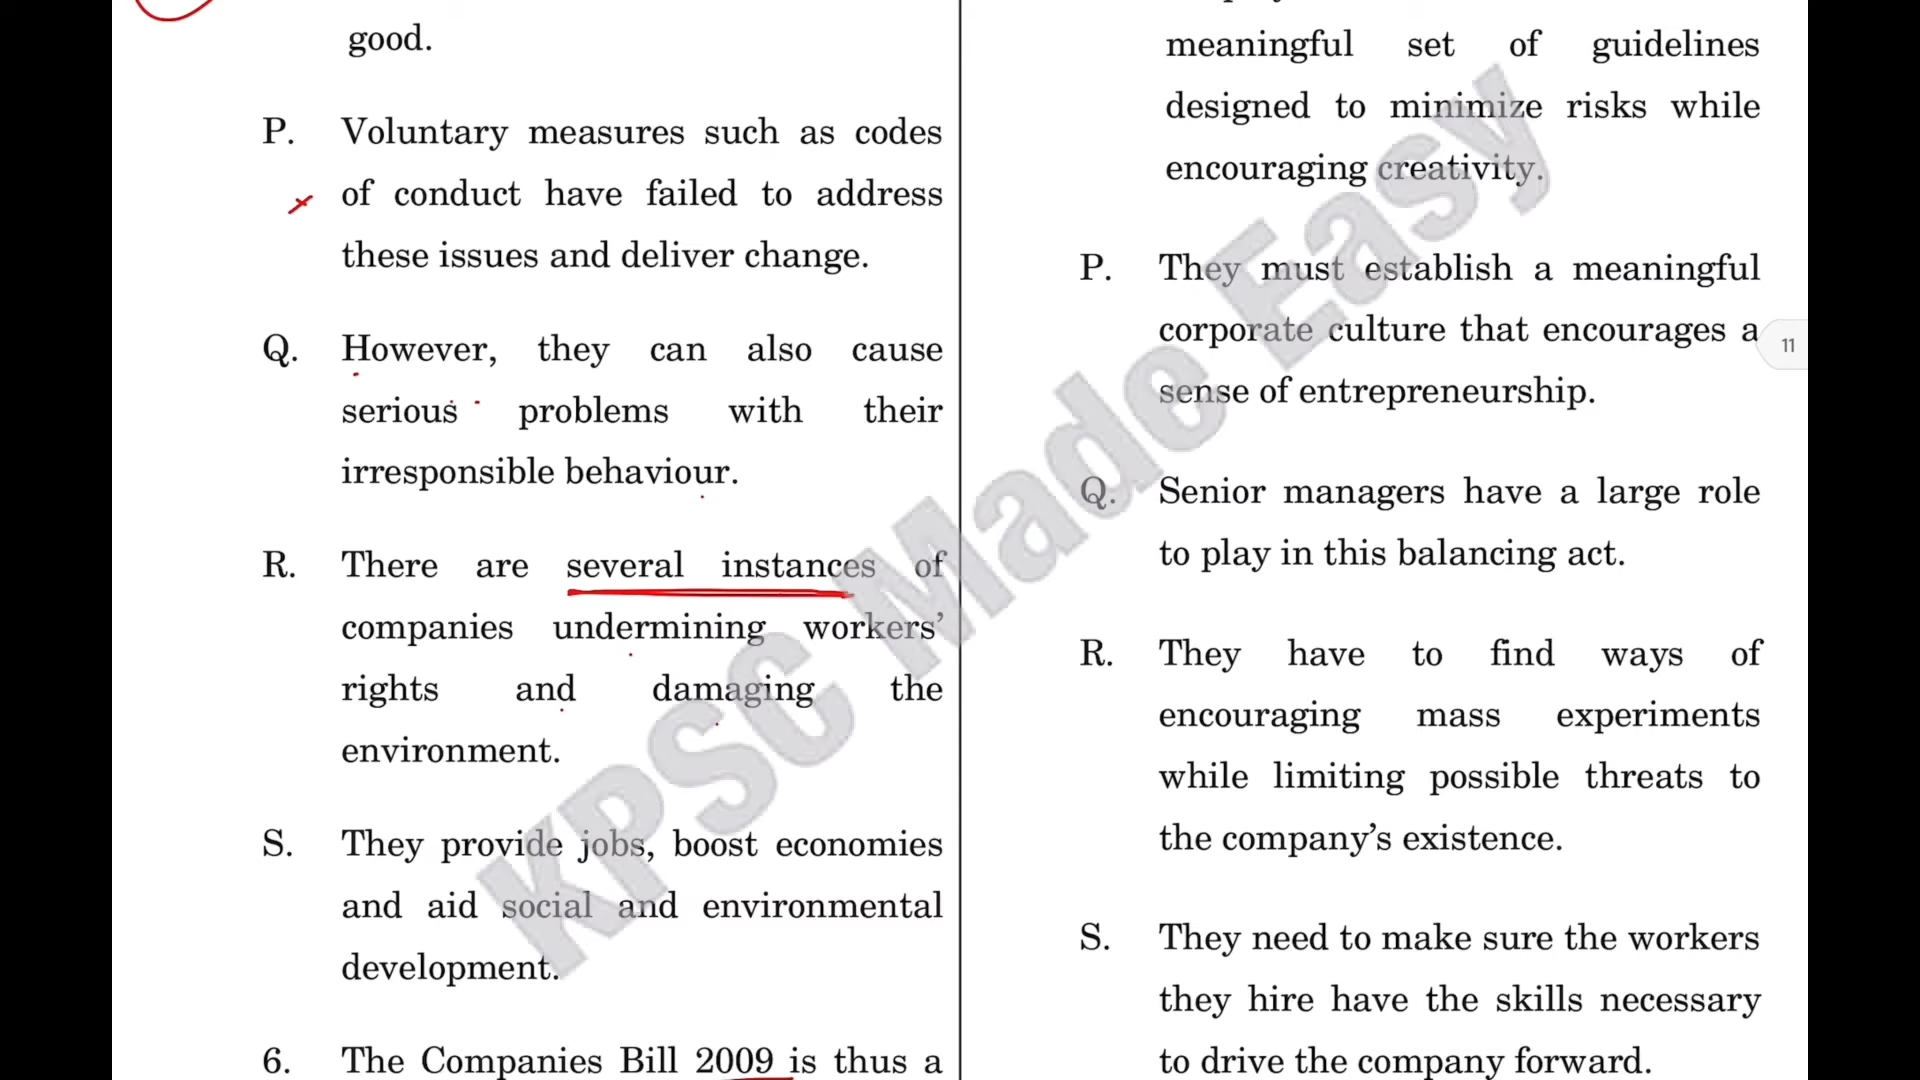 good.
P. Voluntary measures such as codes
of conduct have failed to address
these issues and deliver change.
Q. However, they can also cause
serious problems with their
irresponsible behaviour.
R. There are several instances of
companies undermining workers’
rights and damaging the
environment.
S. They provide jobs, boost economies
and aid social and environmental
development.
6. The Companies Bill 2009 is thus a
meaningful set of guidelines
designed to minimize risks while
encouraging creativity.
P. They must establish a meaningful
corporate culture that encourages a
sense of entrepreneurship.
Q. Senior managers have a large role
to play in this balancing act.
R. They have to find ways of
encouraging mass experiments
while limiting possible threats to
the company’s existence.
S. They need to make sure the workers
they hire have the skills necessary
to drive the company forward.
11
KPSC Made Easy